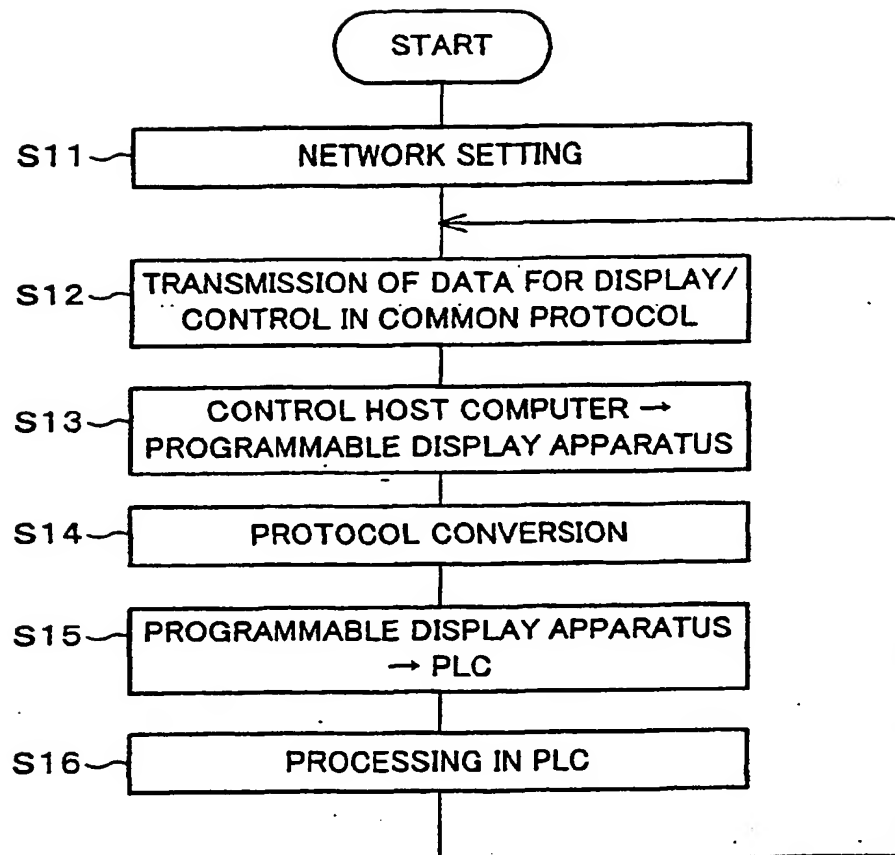 START
S11
NETWORK SETTING
S12
TRANSMISSION OF DATA FOR DISPLAY/
CONTROL IN COMMON PROTOCOL
S13
CONTROL HOST COMPUTER →
PROGRAMMABLE DISPLAY APPARATUS
S14
PROTOCOL CONVERSION
S15
PROGRAMMABLE DISPLAY APPARATUS
→ PLC
S16
PROCESSING IN PLC